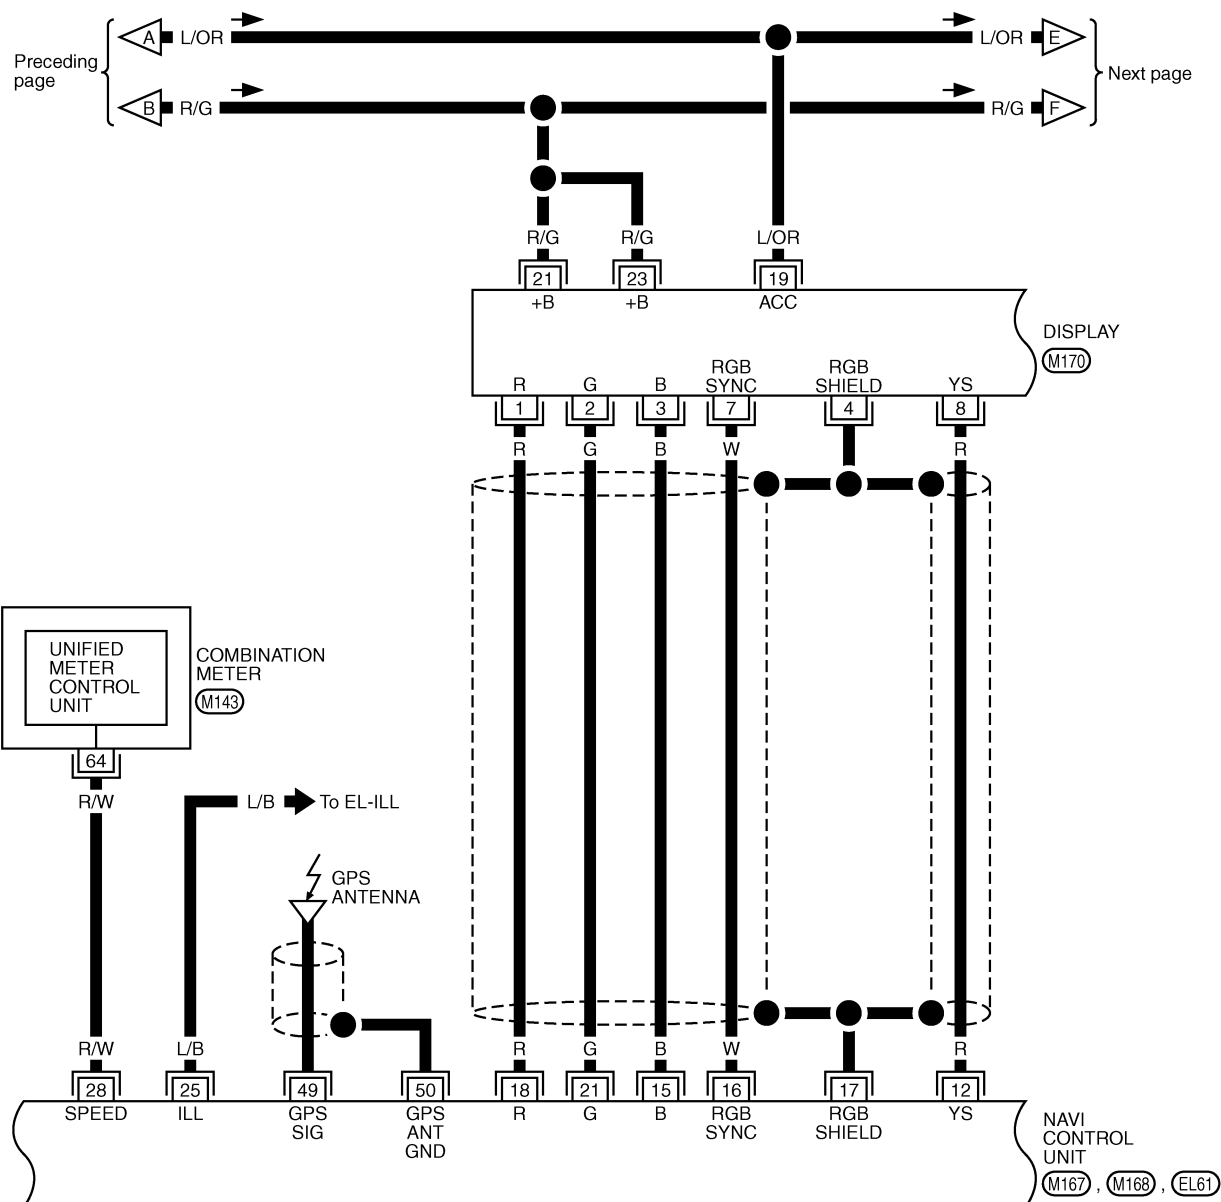 A L/OR L/OR E
Preceding
page
Next page
B R/G R/G F
R/G R/G L/OR
21 23 19
+B +B ACC
DISPLAY
M170
R G B RGB
SYNC RGB
SHIELD YS
1 2 3 7 4 8
R G B W R
UNIFIED
METER
CONTROL
UNIT
COMBINATION
METER
M143
64
R/W
L/B To EL-ILL
GPS
ANTENNA
R/W L/B R G B W R
28 25 49 50 18 21 15 16 17 12
SPEED ILL GPS
SIG GPS
ANT
GND R G B RGB
SYNC RGB
SHIELD YS
NAVI
CONTROL
UNIT
M167 , M168 , EL61